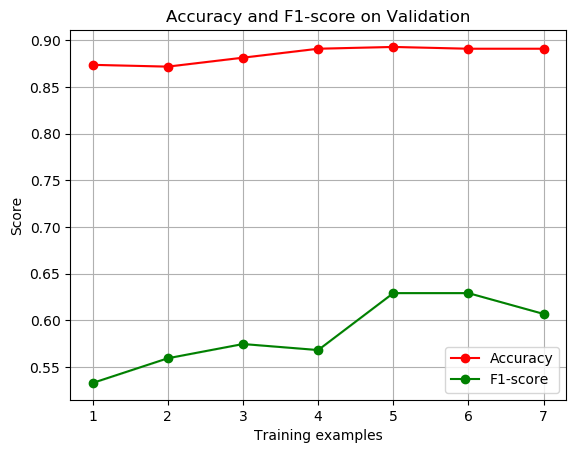 Accuracy and F1-score on Validation
0.90
0.85
0.80
0.75
0.70
0.65
0.60
0.55
Score
Accuracy
F1-score
1 2 3 4 5 6 7
Training examples